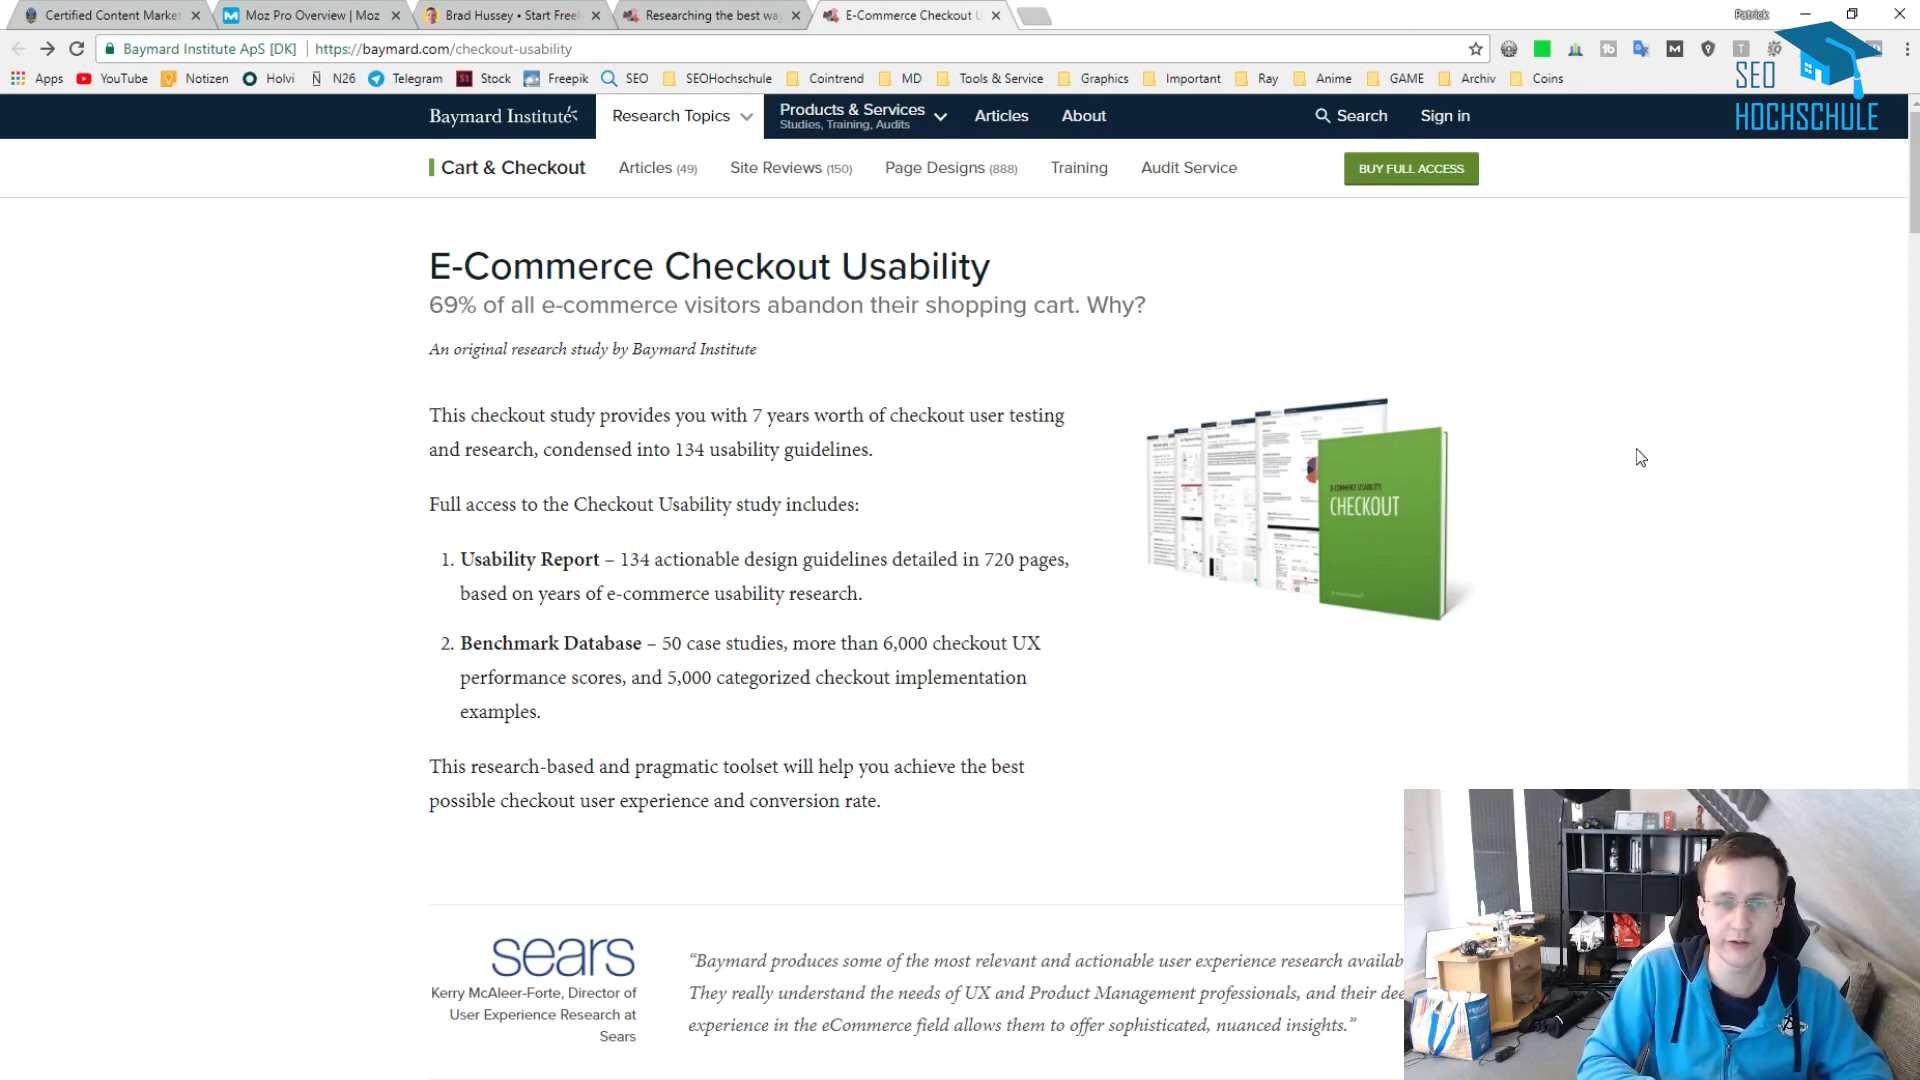 Certified Content Market
Moz Pro Overview | Moz
Brad Hussey • Start Free
Researching the best wa
E-Commerce Checkout U
Patrick
Baymard Institute ApS [DK]
https://baymard.com/checkout-usability
Apps
YouTube
Notizen
Holvi
N26
Telegram
Stock
Freepik
SEO
SEOHochschule
Cointrend
MD
Tools & Service
Graphics
Important
Ray
Anime
GAME
Archiv
Coins
SEO
HOCHSCHULE
Baymard Institute
Research Topics
Products & Services
Studies, Training, Audits
Articles
About
Search
Sign in
Cart & Checkout
Articles (49)
Site Reviews (150)
Page Designs (888)
Training
Audit Service
BUY FULL ACCESS
E-Commerce Checkout Usability
69% of all e-commerce visitors abandon their shopping cart. Why?
An original research study by Baymard Institute
This checkout study provides you with 7 years worth of checkout user testing
and research, condensed into 134 usability guidelines.
Full access to the Checkout Usability study includes:
1. Usability Report – 134 actionable design guidelines detailed in 720 pages,
based on years of e-commerce usability research.
2. Benchmark Database – 50 case studies, more than 6,000 checkout UX
performance scores, and 5,000 categorized checkout implementation
examples.
This research-based and pragmatic toolset will help you achieve the best
possible checkout user experience and conversion rate.
E-COMMERCE USABILITY:
CHECKOUT
sears
Kerry McAleer-Forte, Director of
User Experience Research at
Sears
“Baymard produces some of the most relevant and actionable user experience research availab
They really understand the needs of UX and Product Management professionals, and their dee
experience in the eCommerce field allows them to offer sophisticated, nuanced insights.”